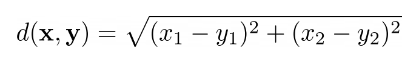 d(𝐱, 𝐲) = √((x₁ − y₁)² + (x₂ − y₂)²)